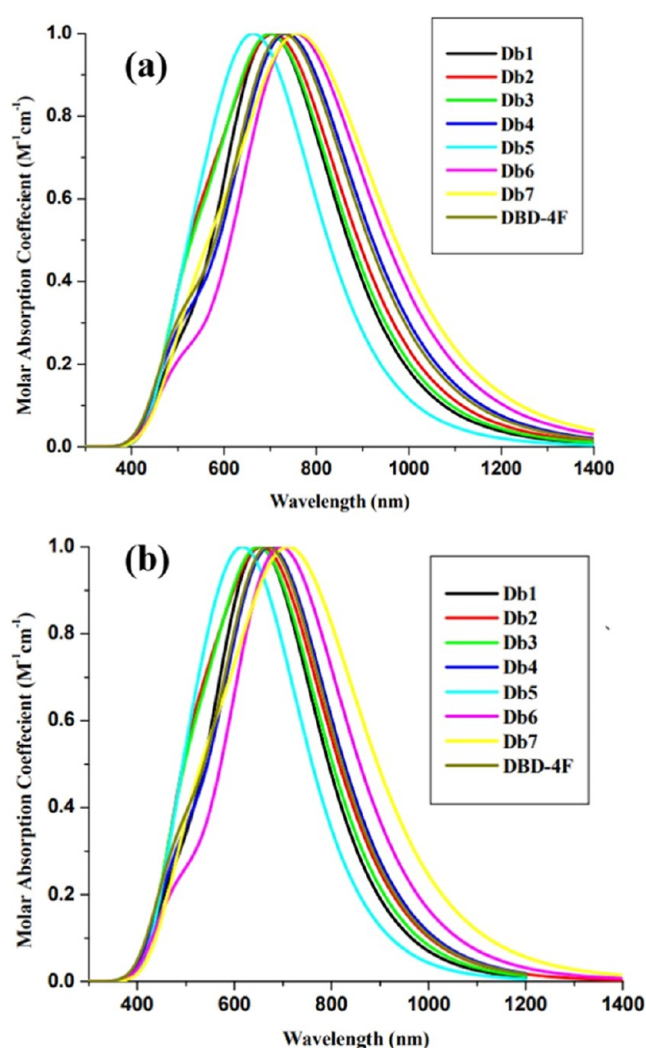 (a)
Molar Absorption Coeffecient (M⁻¹cm⁻¹)
1.0
0.8
0.6
0.4
0.2
0.0
Db1
Db2
Db3
Db4
Db5
Db6
Db7
DBD-4F
400 600 800 1000 1200 1400
Wavelength (nm)
(b)
Molar Absorption Coeffecient (M⁻¹cm⁻¹)
1.0
0.8
0.6
0.4
0.2
0.0
Db1
Db2
Db3
Db4
Db5
Db6
Db7
DBD-4F
400 600 800 1000 1200 1400
Wavelength (nm)